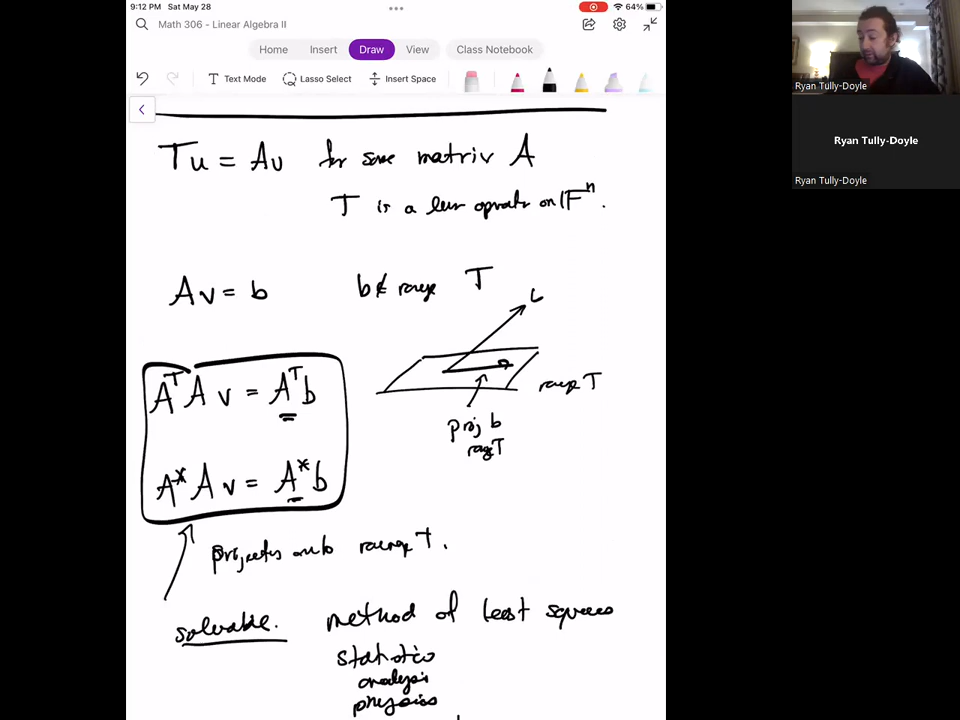 9:12 PM Sat May 28
64%
Math 306 - Linear Algebra II
Home Insert Draw View Class Notebook
Text Mode Lasso Select Insert Space
Tu = Av for some matrix A
T is a linear operator on F^n.
Av = b b ∉ range T
b
range T
proj b
range T
A^T A v = A^T b
A* A v = A* b
projects onto range T.
solvable. method of least squares
statistics
analysis
physics
Ryan Tully-Doyle
Ryan Tully-Doyle
Ryan Tully-Doyle